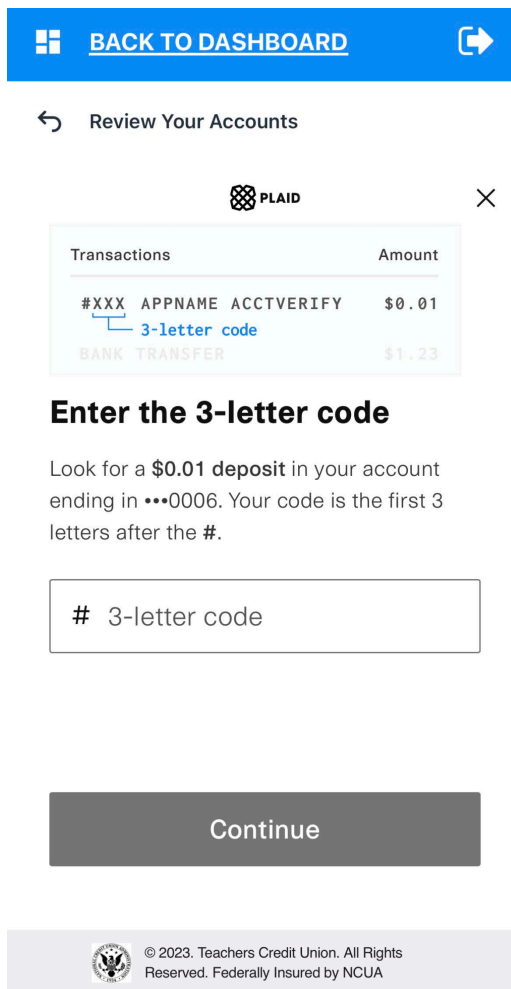 BACK TO DASHBOARD
Review Your Accounts
PLAID
Transactions Amount
#XXX APPNAME ACCTVERIFY $0.01
3-letter code
BANK TRANSFER $1.23
Enter the 3-letter code
Look for a $0.01 deposit in your account
ending in •••0006. Your code is the first 3
letters after the #.
# 3-letter code
Continue
© 2023. Teachers Credit Union. All Rights
Reserved. Federally Insured by NCUA